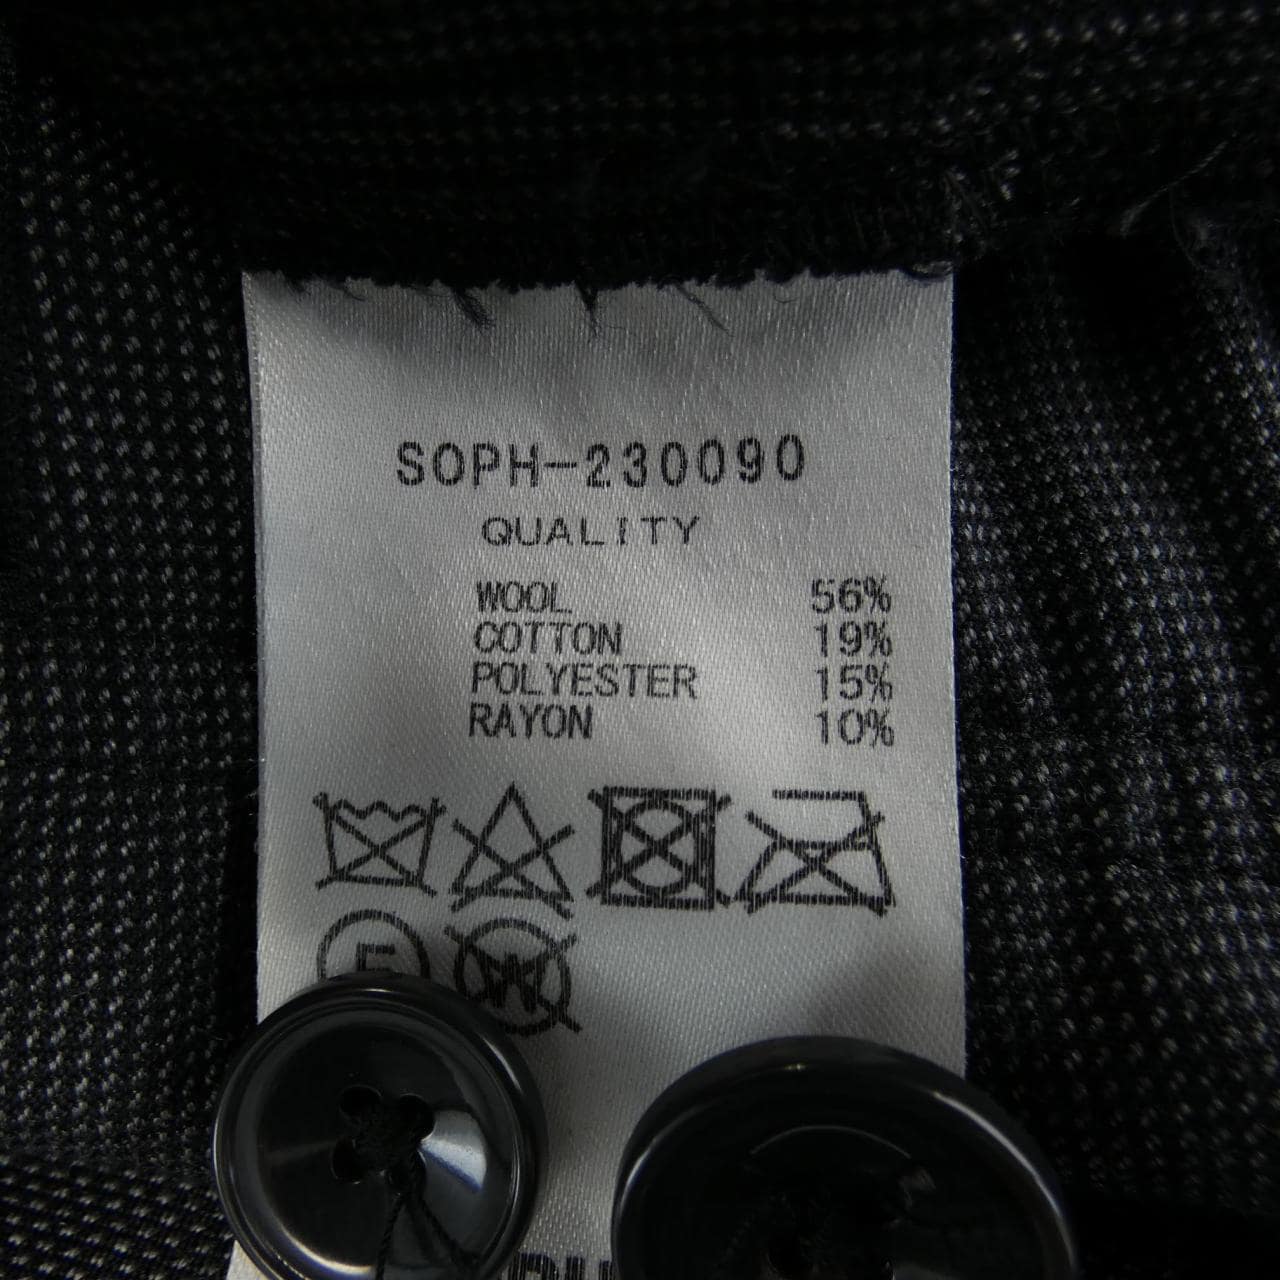 SOPH-230090
QUALITY
WOOL 56%
COTTON 19%
POLYESTER 15%
RAYON 10%
F W